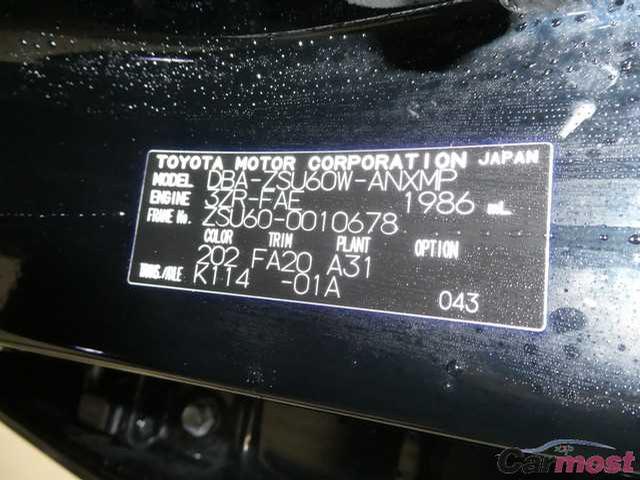 TOYOTA MOTOR CORPORATION JAPAN
MODEL DBA-ZSU60W-ANXMP
ENGINE 3ZR-FAE 1986 mL
FRAME No. ZSU60-0010678
COLOR TRIM PLANT OPTION
202 FA20 A31
TRANS./AXLE K114 -01A
043
Carmost